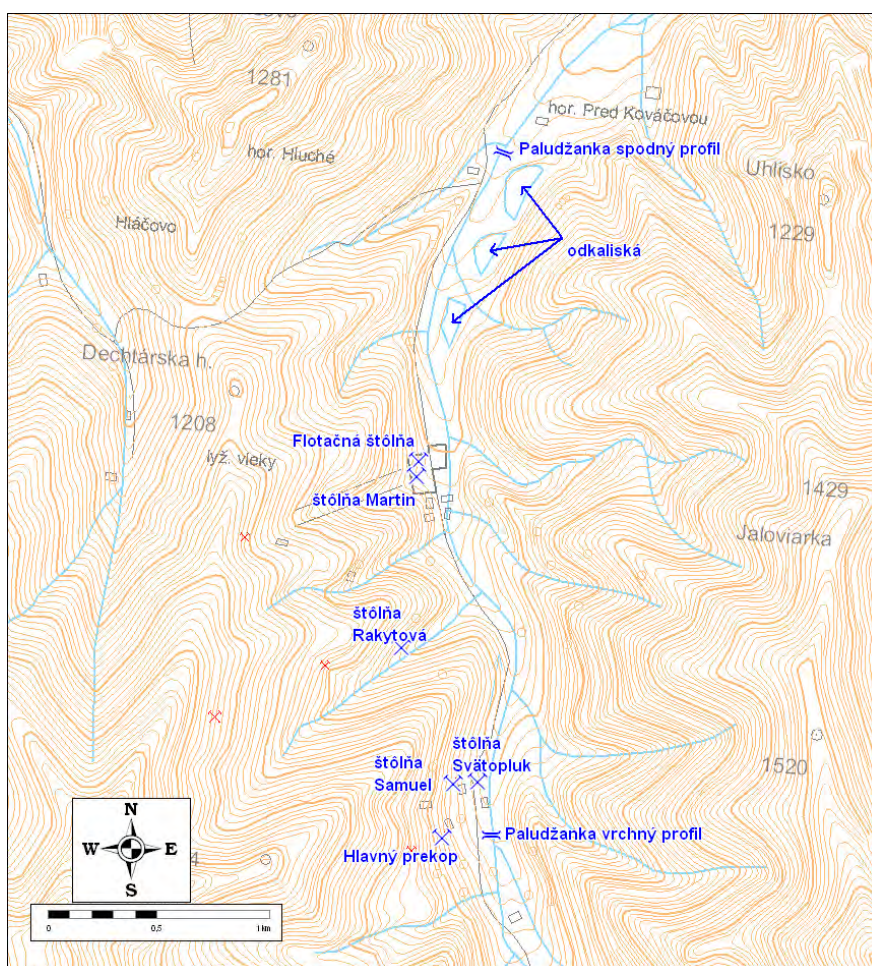 1281
hor. Pred Kováčovou
hor. Hluché
Paludžanka spodný profil
Uhlísko
Hláčovo
1229
odkaliská
Dechtárska h.
1208
Flotačná štôlňa
lyž. vleky
štôlňa Martin
1429
Jaloviarka
štôlňa
Rakytová
štôlňa
Svätopluk
štôlňa
Samuel
1520
Paludžanka vrchný profil
Hlavný prekop
N
W E
S
0 0,5 1 km